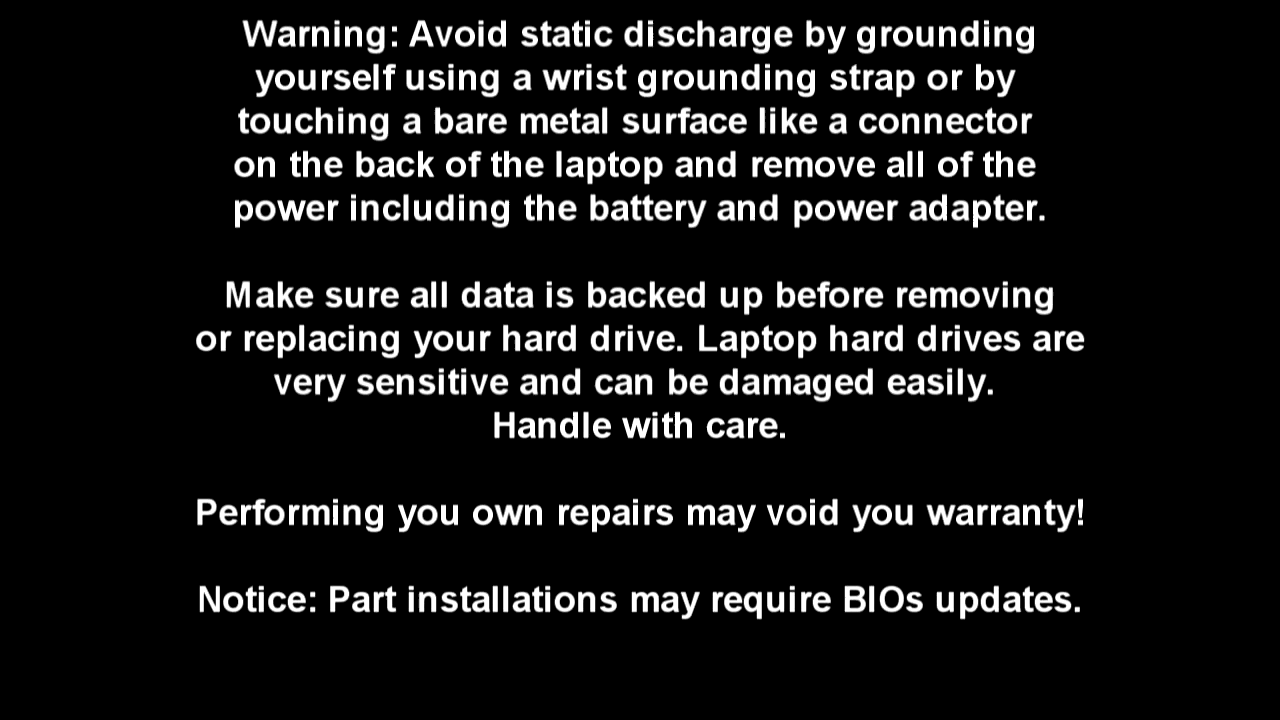 Warning: Avoid static discharge by grounding
yourself using a wrist grounding strap or by
touching a bare metal surface like a connector
on the back of the laptop and remove all of the
power including the battery and power adapter.
Make sure all data is backed up before removing
or replacing your hard drive. Laptop hard drives are
very sensitive and can be damaged easily.
Handle with care.
Performing you own repairs may void you warranty!
Notice: Part installations may require BIOs updates.